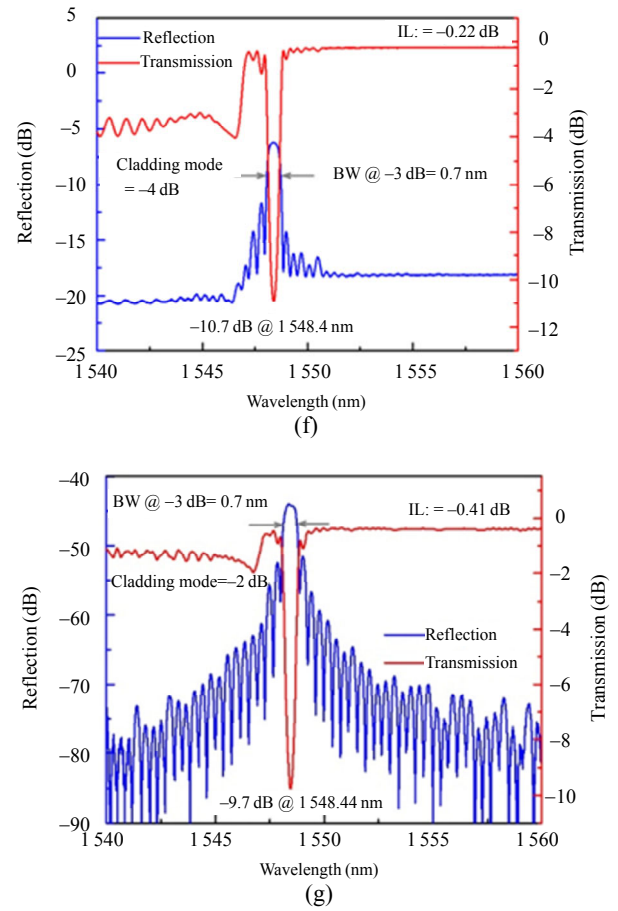 5
0
–5
–10
–15
–20
–25
Reflection (dB)
Reflection
Transmission
IL: = –0.22 dB
Cladding mode
= –4 dB
BW @ –3 dB= 0.7 nm
–10.7 dB @ 1 548.4 nm
0
–2
–4
–6
–8
–10
–12
Transmission (dB)
1 540 1 545 1 550 1 555 1 560
Wavelength (nm)
(f)
–40
–50
–60
–70
–80
–90
Reflection (dB)
BW @ –3 dB= 0.7 nm
IL: = –0.41 dB
Cladding mode=–2 dB
Reflection
Transmission
–9.7 dB @ 1 548.44 nm
0
–2
–4
–6
–8
–10
Transmission (dB)
1 540 1 545 1 550 1 555 1 560
Wavelength (nm)
(g)